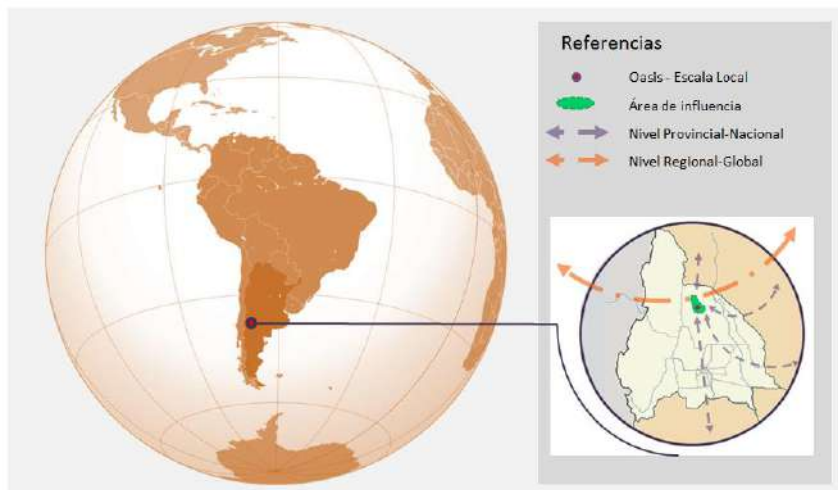 Referencias
Oasis - Escala Local
Área de influencia
Nivel Provincial-Nacional
Nivel Regional-Global